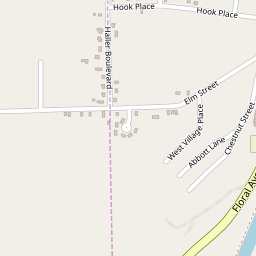 Hook Place
Hook Place
Haller Boulevard
Elm Street
West Village Place
Abbott Lane
Chestnut Street
Floral Av